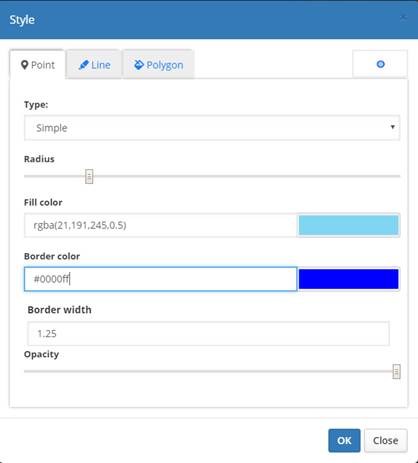 Style
Point Line Polygon
Type:
Simple
Radius
Fill color
rgba(21,191,245,0.5)
Border color
#0000ff
Border width
1.25
Opacity
OK Close